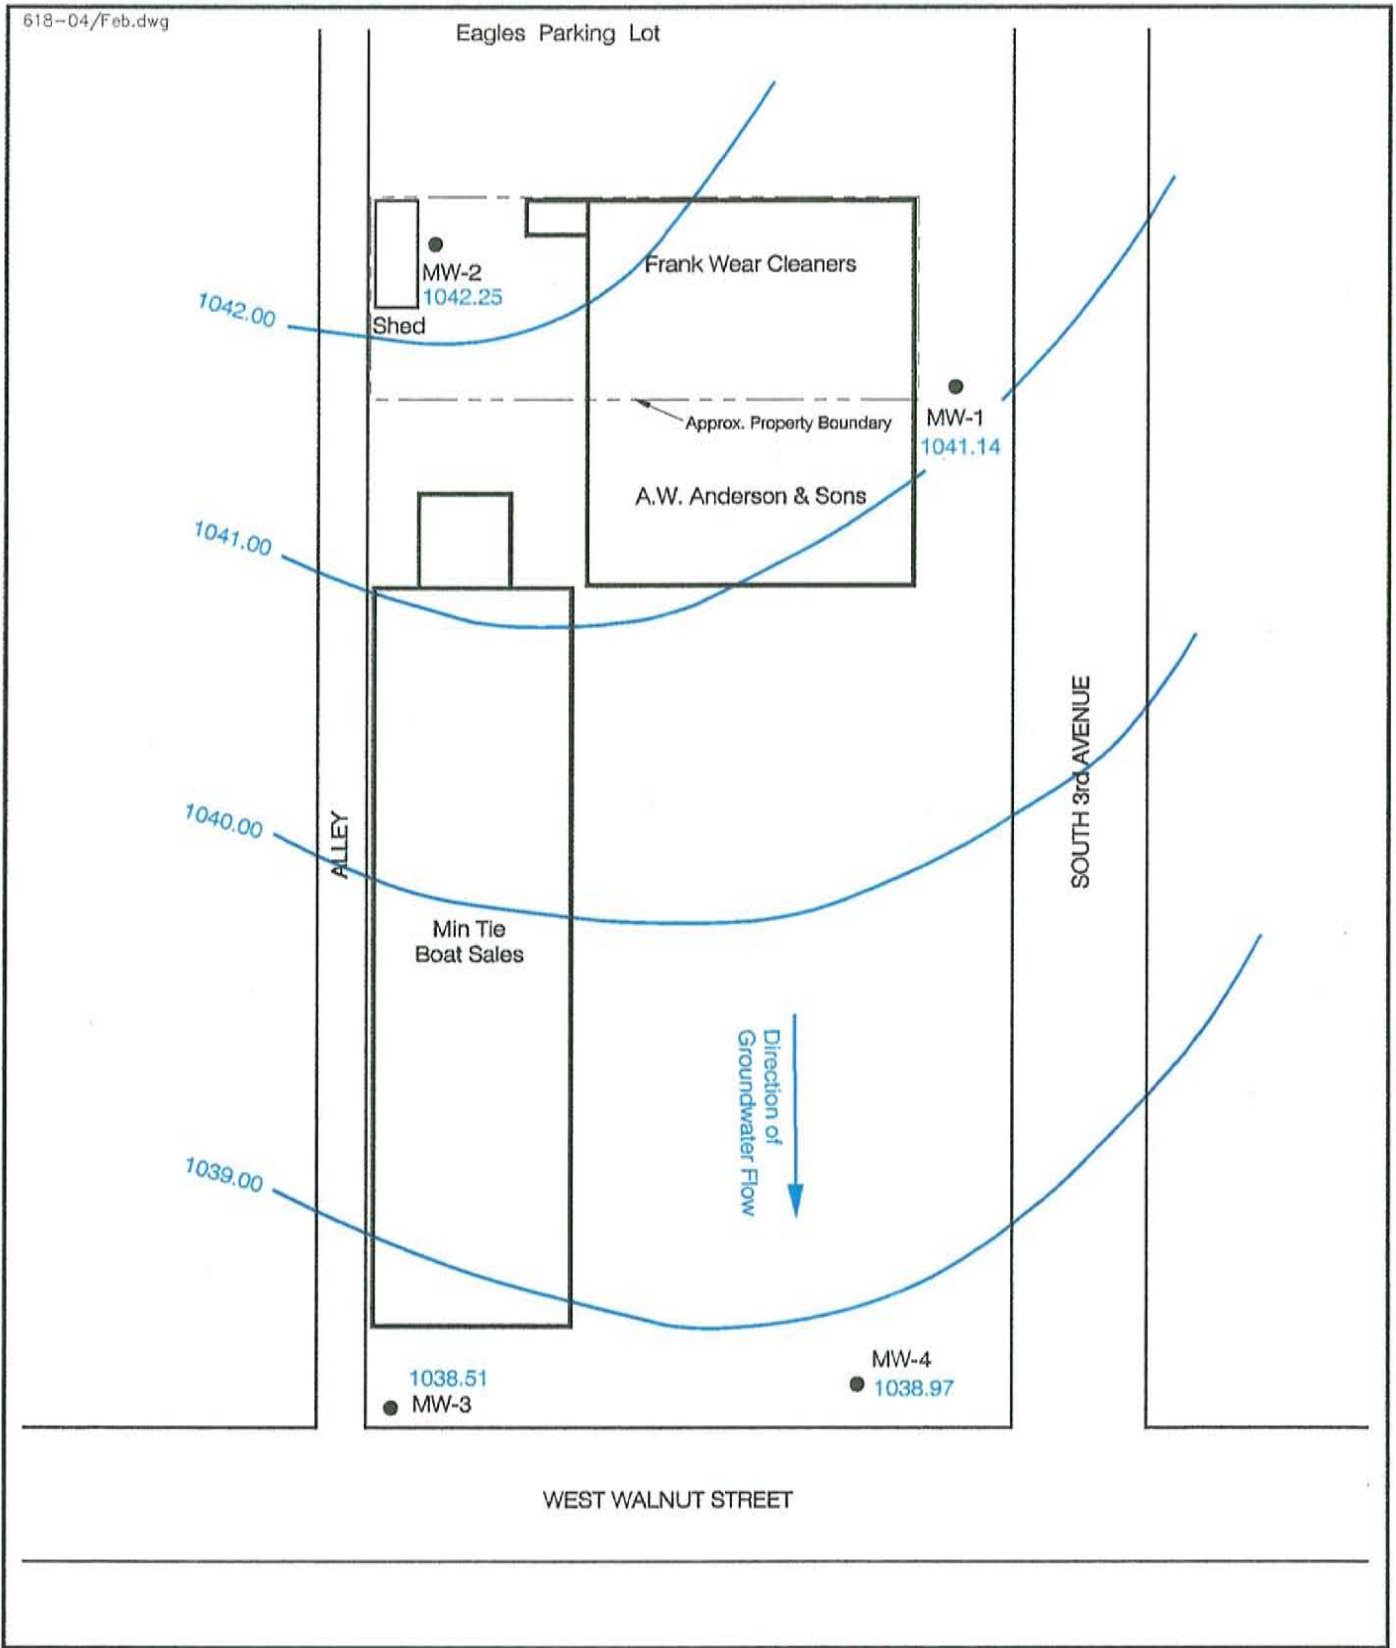 618-04/Feb.dwg
Eagles Parking Lot
MW-2
1042.25
Shed
1042.00
Frank Wear Cleaners
MW-1
1041.14
Approx. Property Boundary
A.W. Anderson & Sons
1041.00
SOUTH 3rd AVENUE
1040.00
ALLEY
Min Tie
Boat Sales
Direction of
Groundwater Flow
1039.00
1038.51
MW-3
MW-4
1038.97
WEST WALNUT STREET